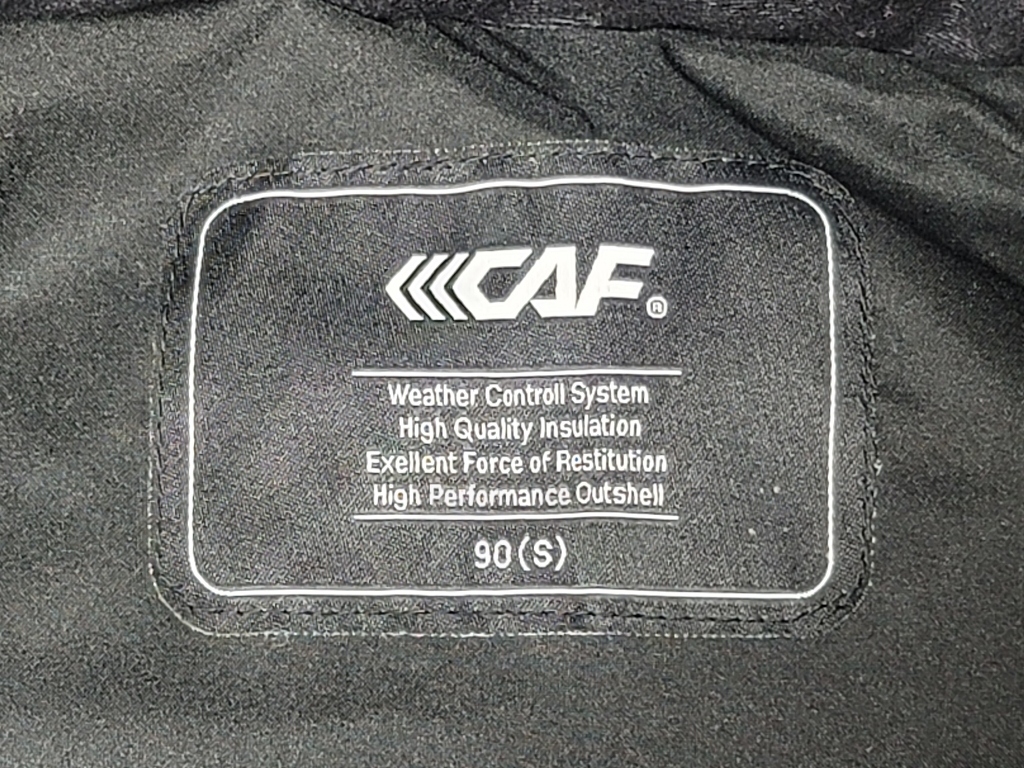 CAF®
Weather Controll System
High Quality Insulation
Exellent Force of Restitution
High Performance Outshell
90(S)